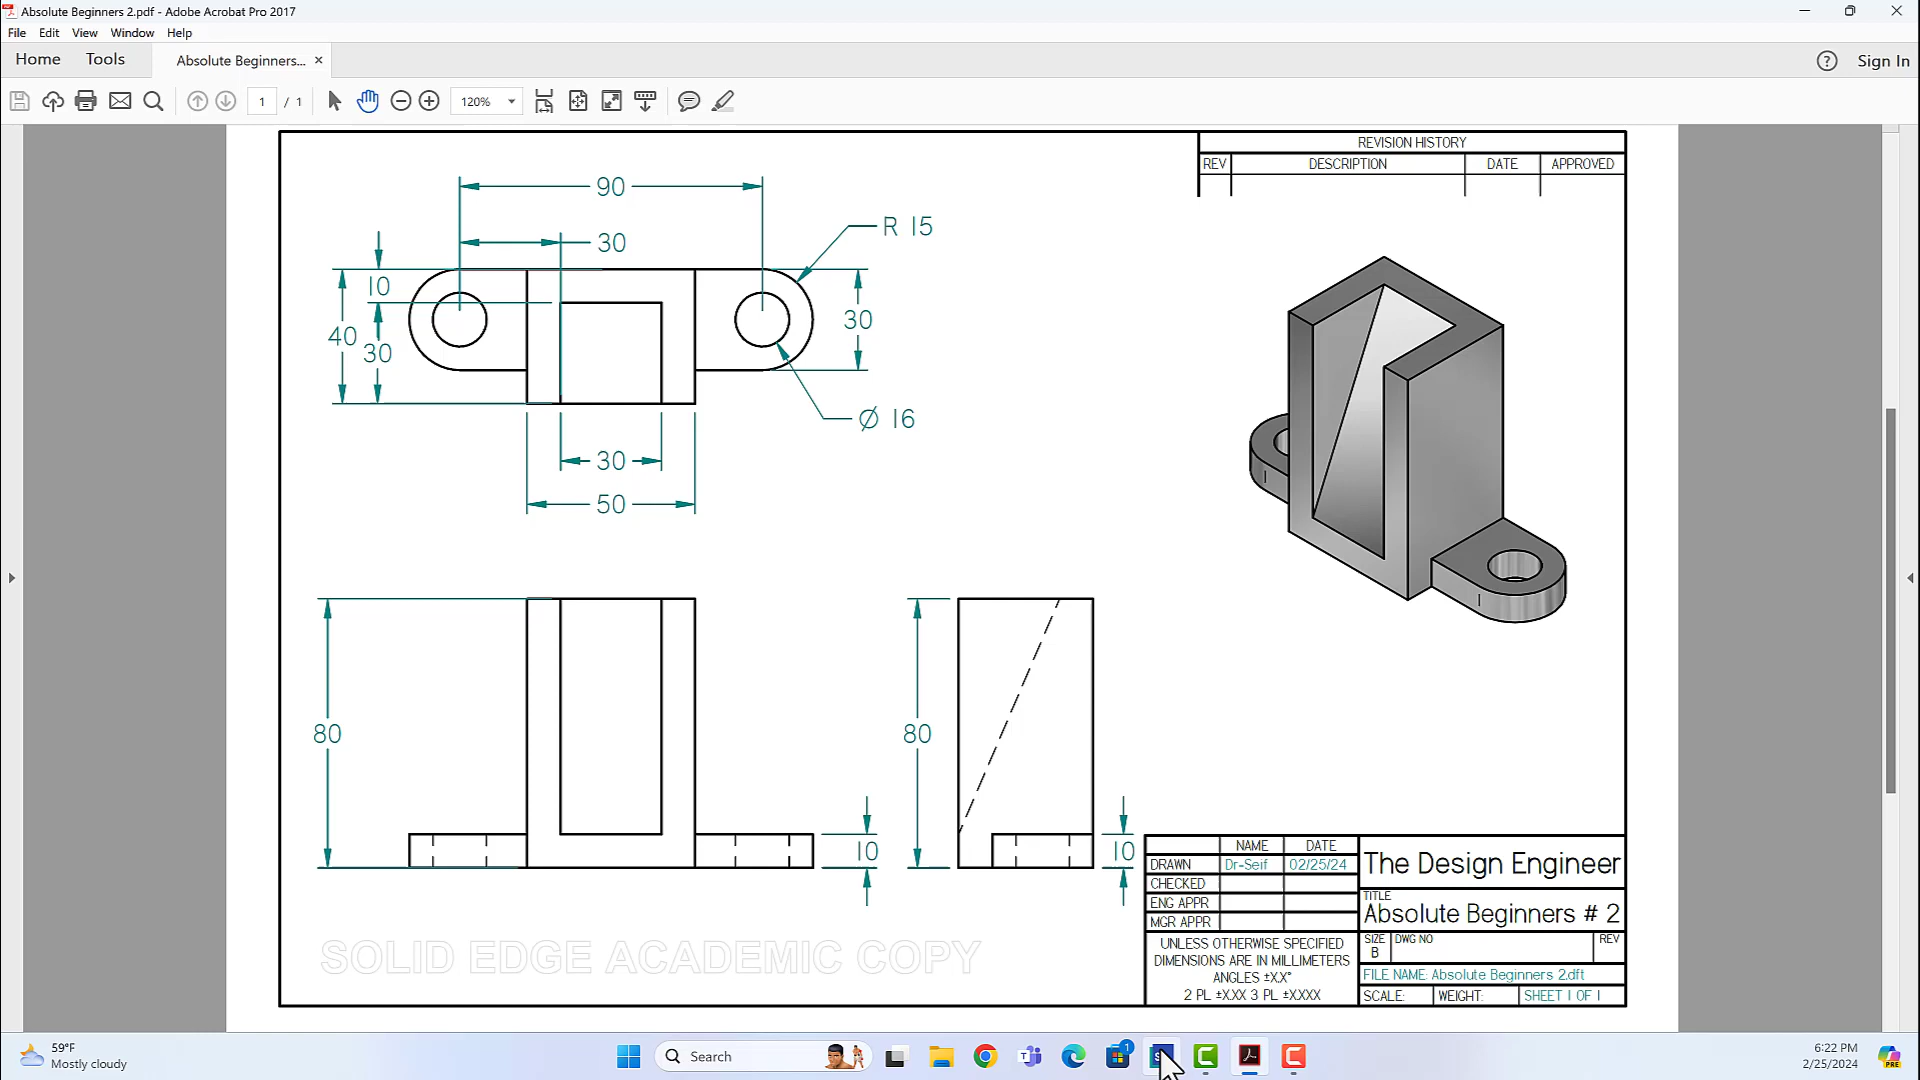 Absolute Beginners 2.pdf - Adobe Acrobat Pro 2017
File Edit View Window Help
Home Tools Absolute Beginners... × ? Sign In
1 / 1 120%
REVISION HISTORY
REV DESCRIPTION DATE APPROVED
90
30
R 15
10
40
30
30
Ø 16
30
50
80
80
10
10
NAME DATE
DRAWN Dr-Seif 02/25/24
CHECKED
ENG APPR
MGR APPR
UNLESS OTHERWISE SPECIFIED
DIMENSIONS ARE IN MILLIMETERS
ANGLES ±X.X°
2 PL ±X.XX 3 PL ±X.XXX
The Design Engineer
TITLE
Absolute Beginners # 2
SIZE DWG NO REV
B
FILE NAME: Absolute Beginners 2.dft
SCALE: WEIGHT: SHEET 1 OF 1
SOLID EDGE ACADEMIC COPY
59°F
Mostly cloudy
Search
1
6:22 PM
2/25/2024
PRE